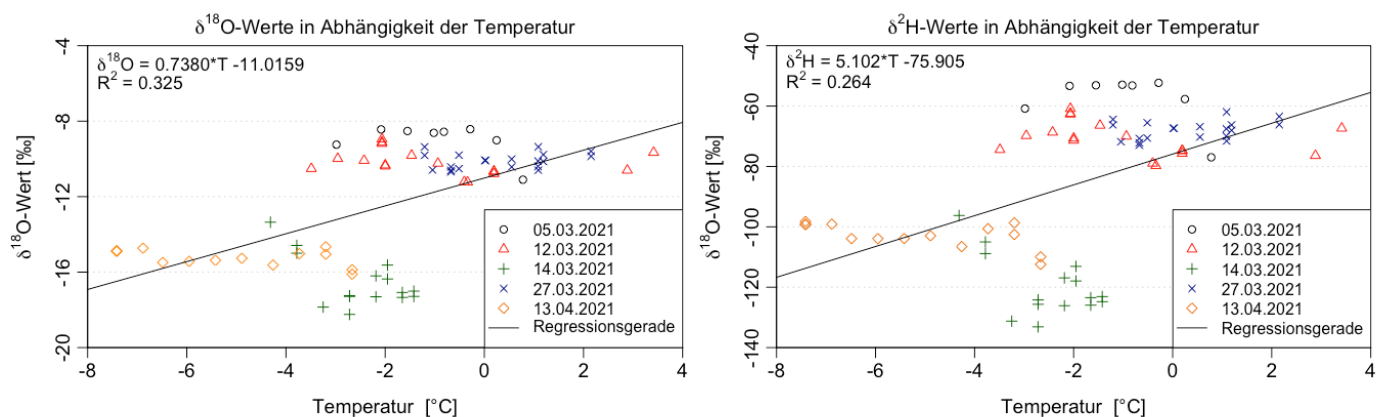 δ¹⁸O-Werte in Abhängigkeit der Temperatur
δ¹⁸O = 0.7380*T -11.0159
R² = 0.325
δ¹⁸O-Wert [‰]
-4
-8
-12
-16
-20
05.03.2021
12.03.2021
14.03.2021
27.03.2021
13.04.2021
Regressionsgerade
-8 -6 -4 -2 0 2 4
Temperatur [°C]
δ²H-Werte in Abhängigkeit der Temperatur
δ²H = 5.102*T -75.905
R² = 0.264
δ¹⁸O-Wert [‰]
-40
-60
-80
-100
-120
-140
05.03.2021
12.03.2021
14.03.2021
27.03.2021
13.04.2021
Regressionsgerade
-8 -6 -4 -2 0 2 4
Temperatur [°C]